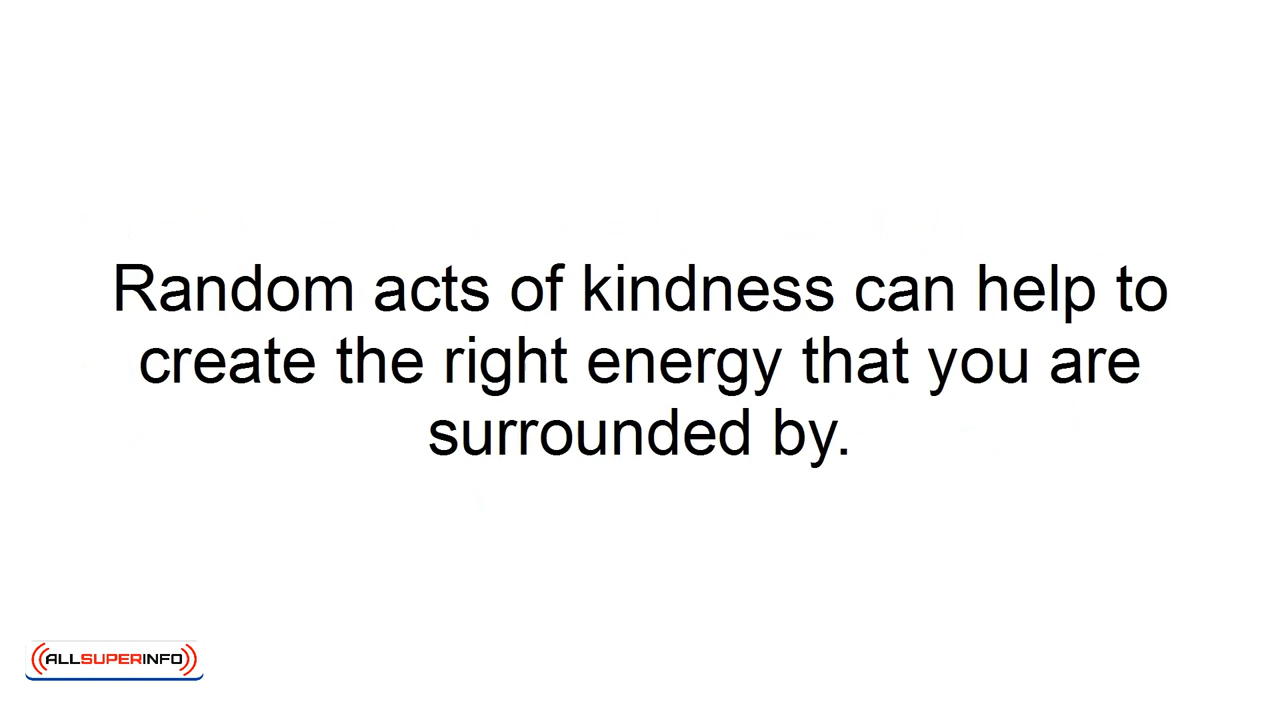 Random acts of kindness can help to
create the right energy that you are
surrounded by.
ALLSUPERINFO